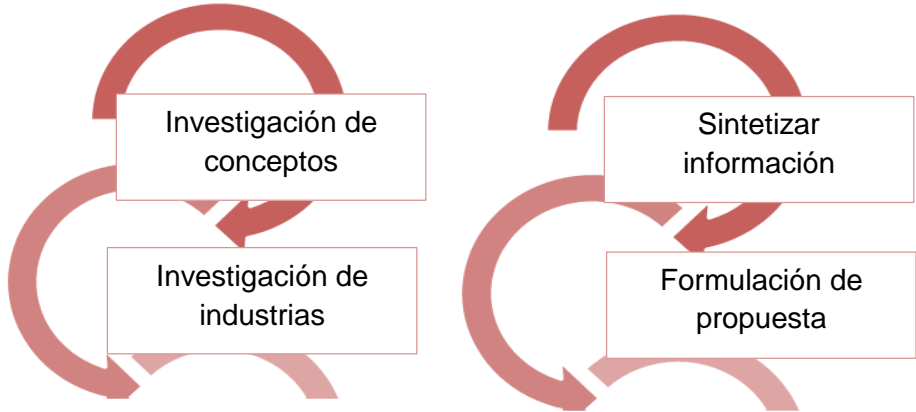 Investigación de
conceptos
Investigación de
industrias
Sintetizar
información
Formulación de
propuesta